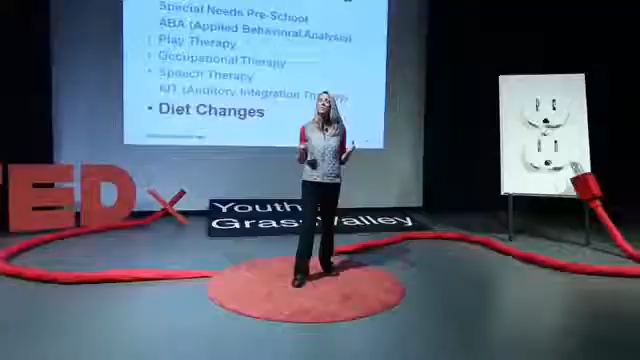 Special Needs Pre-School
ABA (Applied Behavioral Analysis)
• Play Therapy
• Occupational Therapy
• Speech Therapy
AIT (Auditory Integration Therapy)
• Diet Changes
TEDx
Youth
Grass Valley